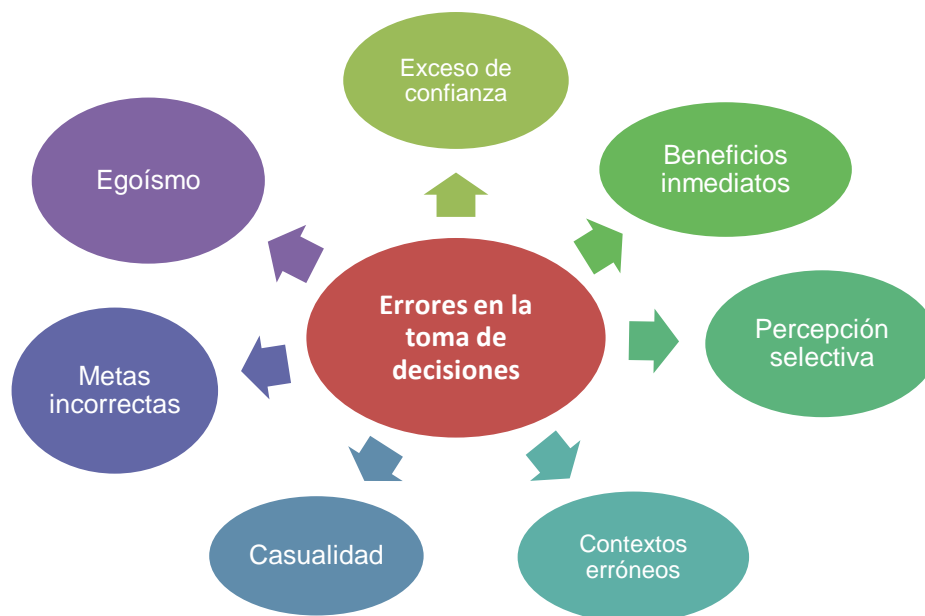 Exceso de
confianza
Beneficios
inmediatos
Percepción
selectiva
Contextos
erróneos
Casualidad
Metas
incorrectas
Egoísmo
Errores en la
toma de
decisiones